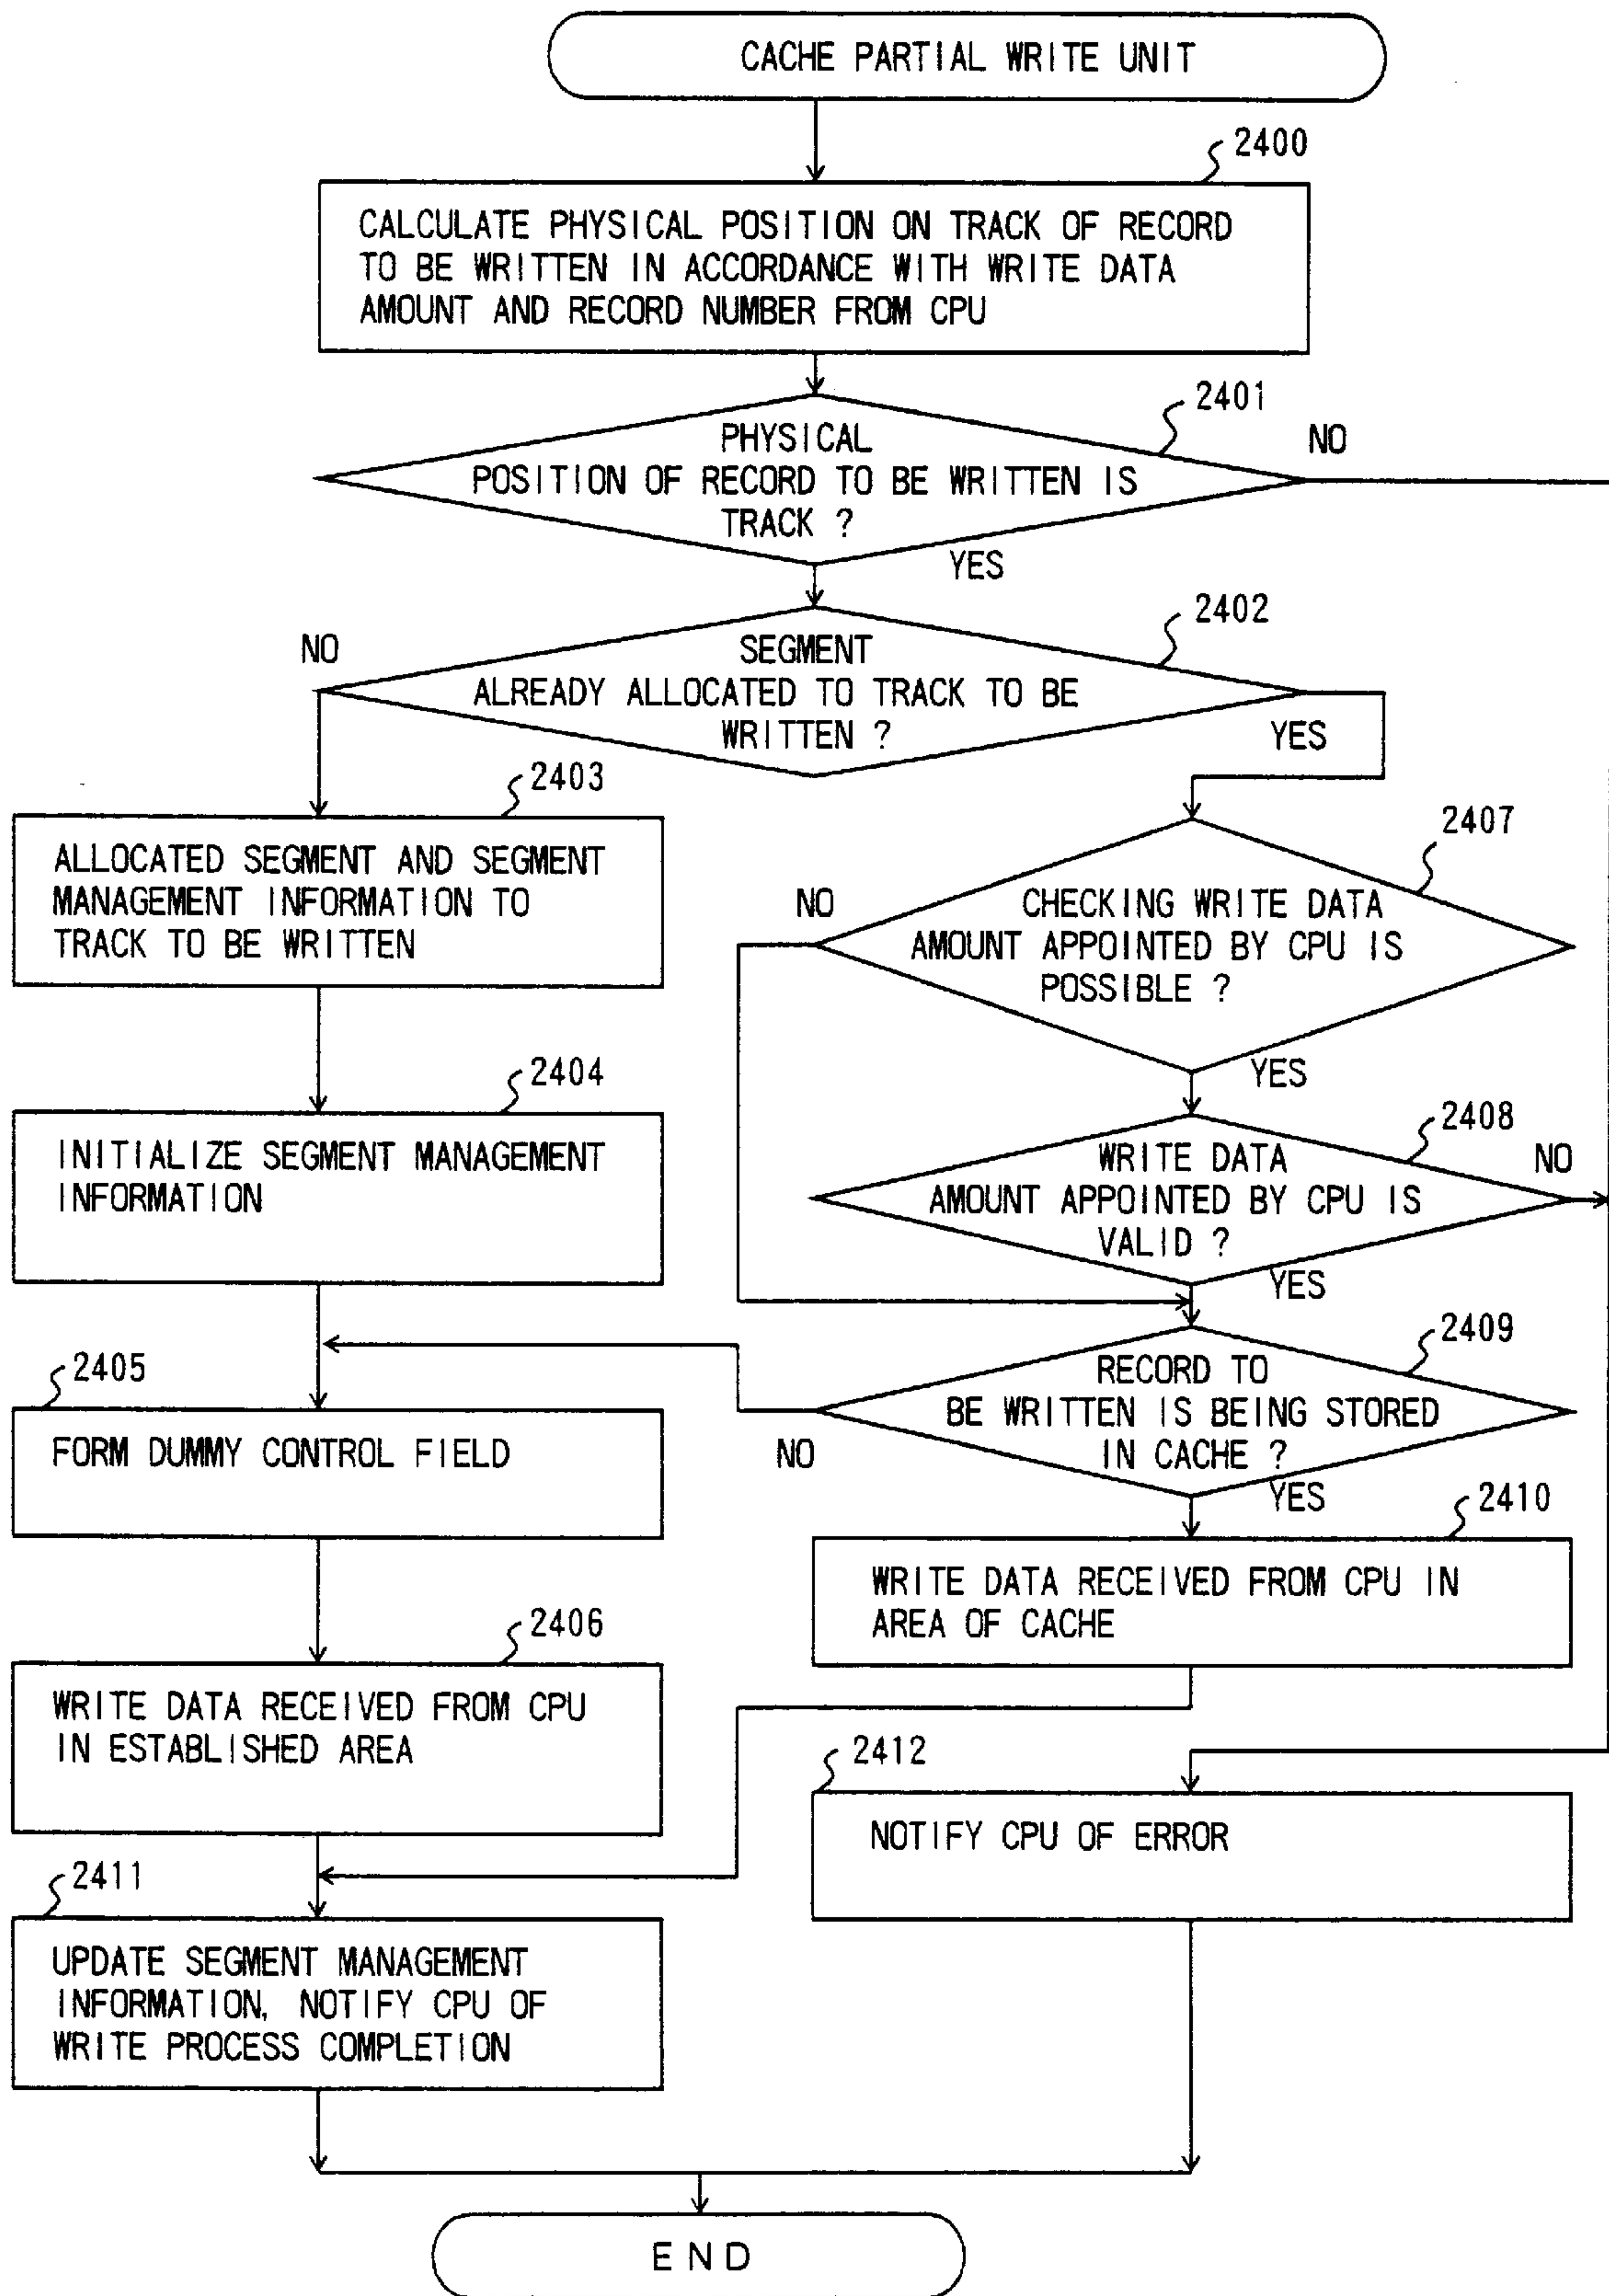 CACHE PARTIAL WRITE UNIT
2400
CALCULATE PHYSICAL POSITION ON TRACK OF RECORD
TO BE WRITTEN IN ACCORDANCE WITH WRITE DATA
AMOUNT AND RECORD NUMBER FROM CPU
2401
PHYSICAL
POSITION OF RECORD TO BE WRITTEN IS
TRACK ?
NO
YES
2402
SEGMENT
ALREADY ALLOCATED TO TRACK TO BE
WRITTEN ?
NO
YES
2403
ALLOCATED SEGMENT AND SEGMENT
MANAGEMENT INFORMATION TO
TRACK TO BE WRITTEN
2407
CHECKING WRITE DATA
AMOUNT APPOINTED BY CPU IS
POSSIBLE ?
NO
YES
2404
INITIALIZE SEGMENT MANAGEMENT
INFORMATION
2408
WRITE DATA
AMOUNT APPOINTED BY CPU IS
VALID ?
NO
YES
2405
FORM DUMMY CONTROL FIELD
2409
RECORD TO
BE WRITTEN IS BEING STORED
IN CACHE ?
NO
YES
2410
WRITE DATA RECEIVED FROM CPU IN
AREA OF CACHE
2406
WRITE DATA RECEIVED FROM CPU
IN ESTABLISHED AREA
2412
NOTIFY CPU OF ERROR
2411
UPDATE SEGMENT MANAGEMENT
INFORMATION, NOTIFY CPU OF
WRITE PROCESS COMPLETION
END